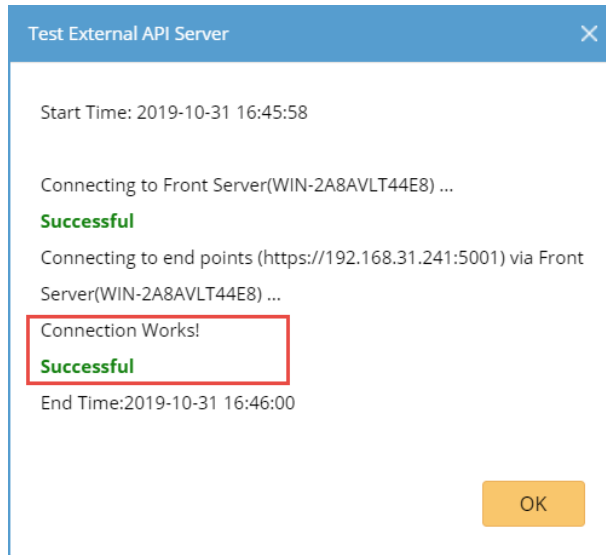 Test External API Server
Start Time: 2019-10-31 16:45:58
Connecting to Front Server(WIN-2A8AVLT44E8) ...
Successful
Connecting to end points (https://192.168.31.241:5001) via Front
Server(WIN-2A8AVLT44E8) ...
Connection Works!
Successful
End Time:2019-10-31 16:46:00
OK